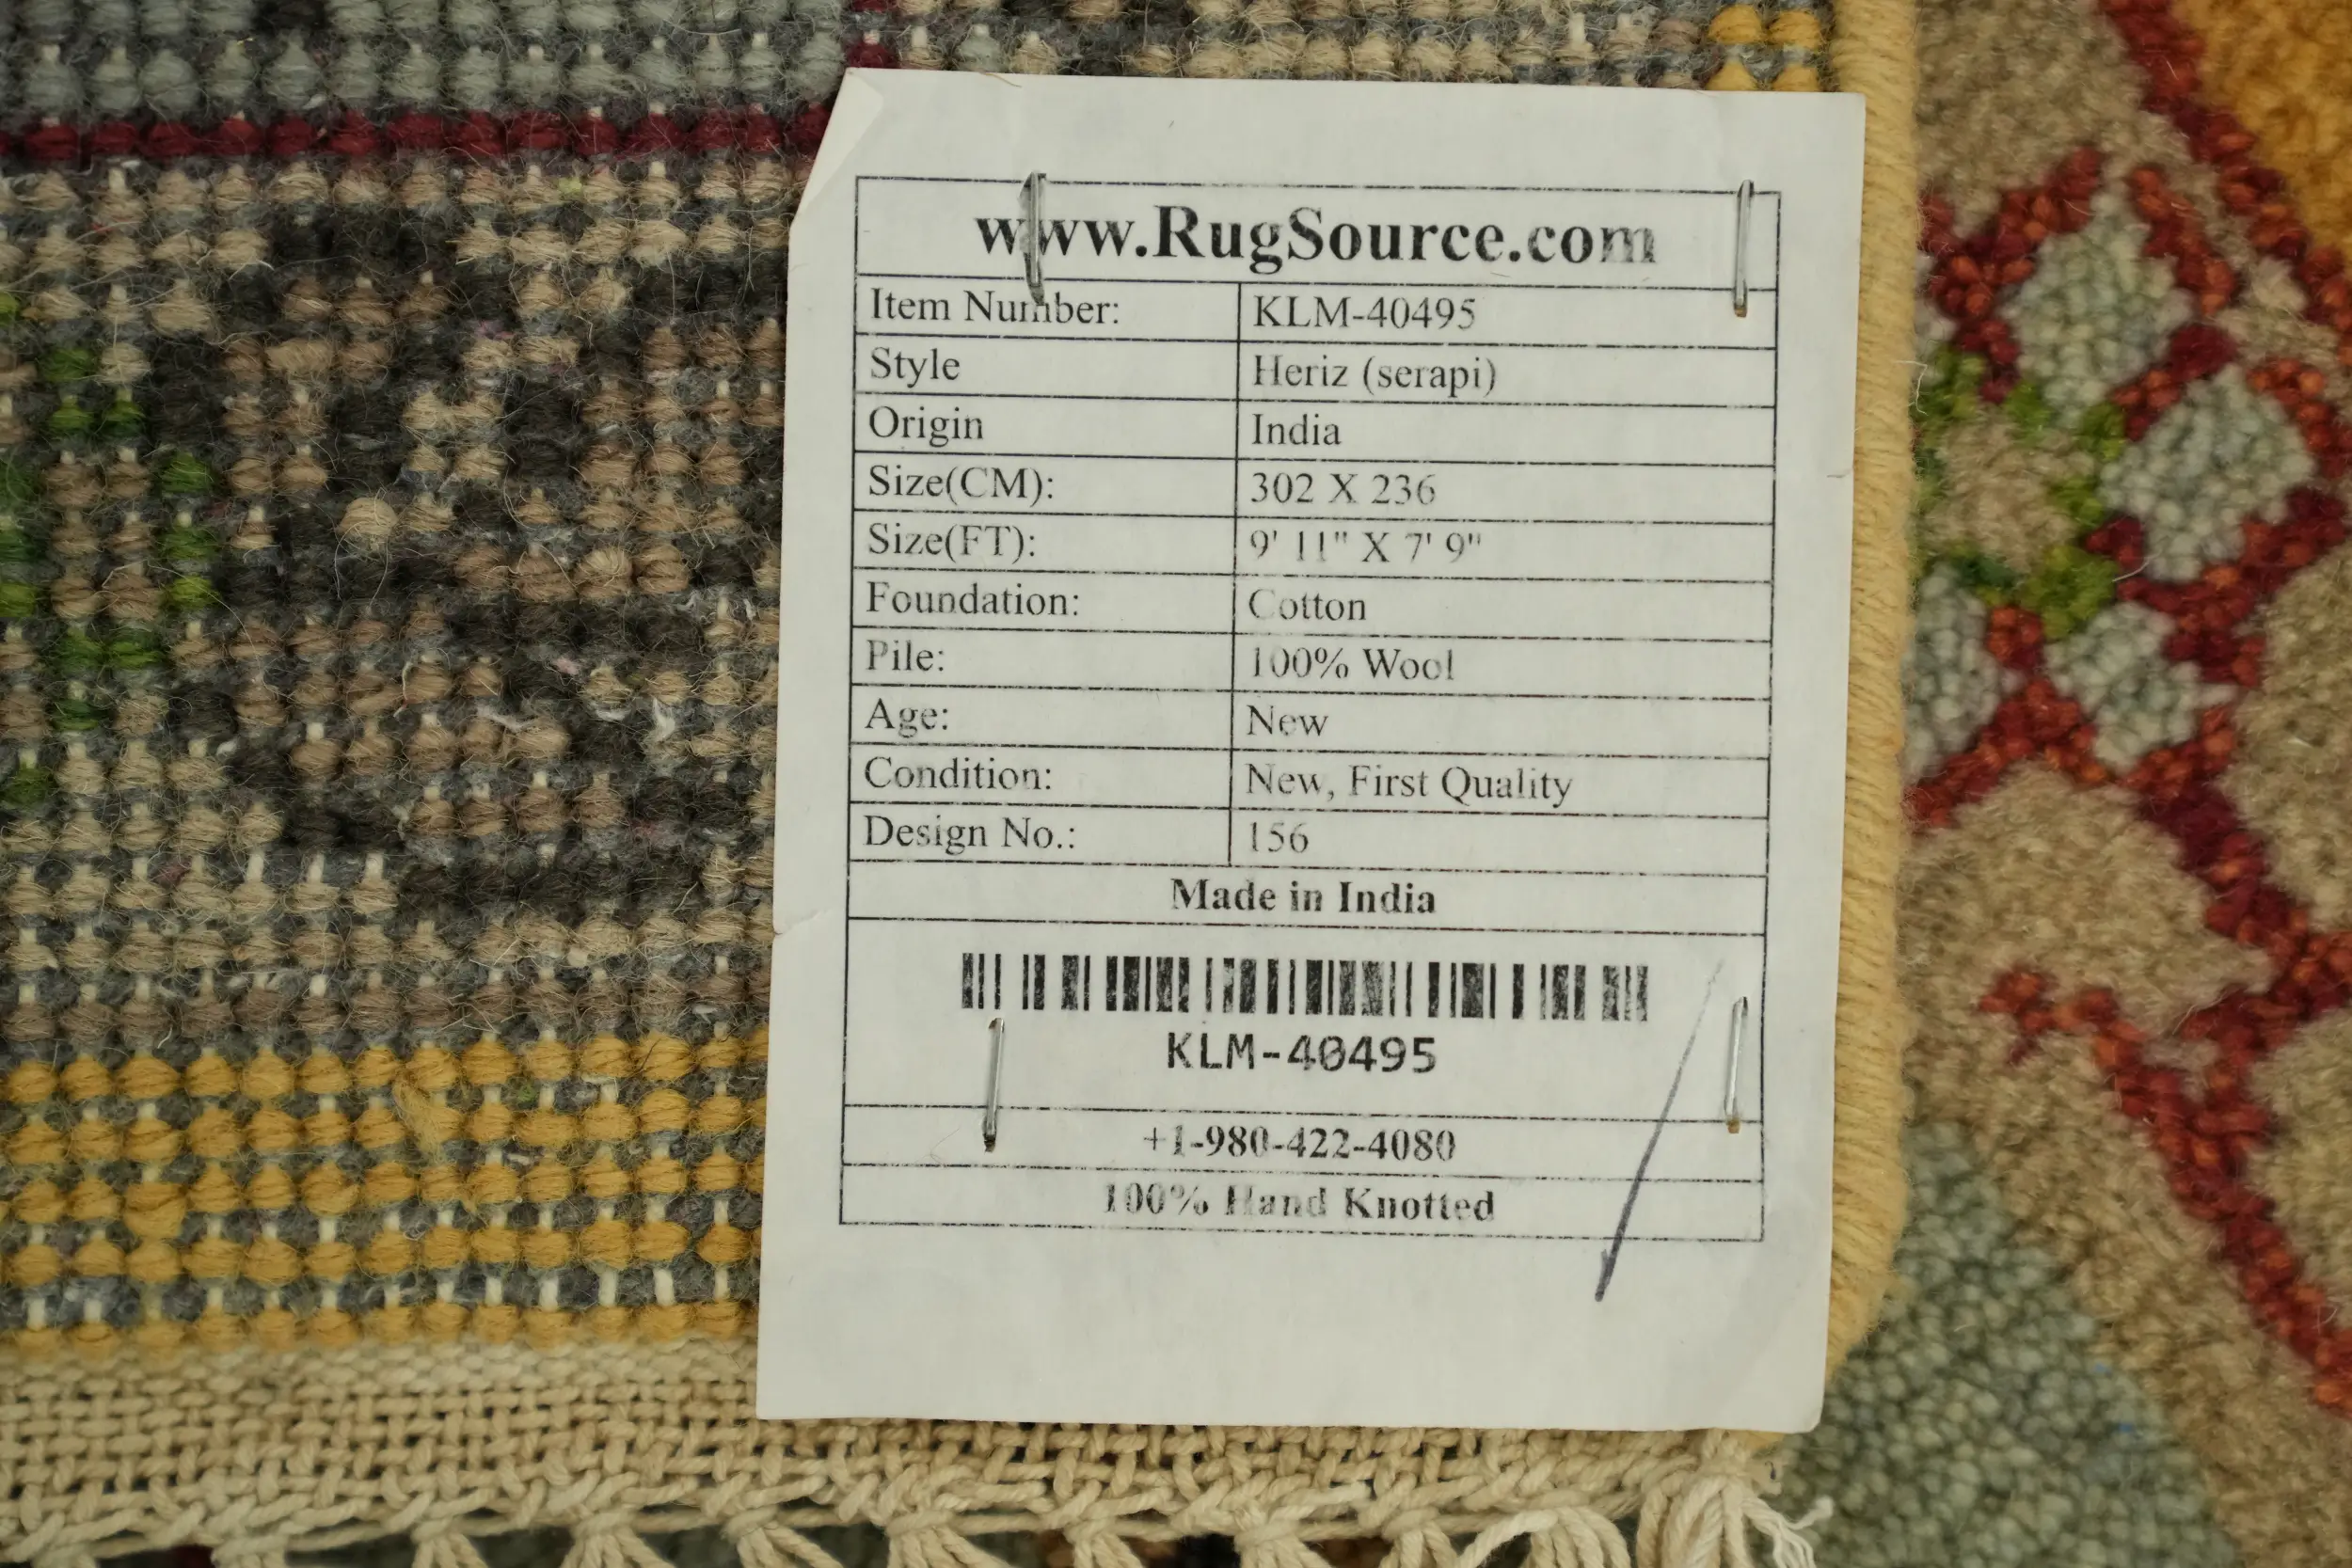 www.RugSource.com
Item Number: KLM-40495
Style Heriz (serapi)
Origin India
Size(CM): 302 X 236
Size(FT): 9' 11" X 7' 9"
Foundation: Cotton
Pile: 100% Wool
Age: New
Condition: New, First Quality
Design No.: 156
Made in India
KLM-40495
+1-980-422-4080
100% Hand Knotted